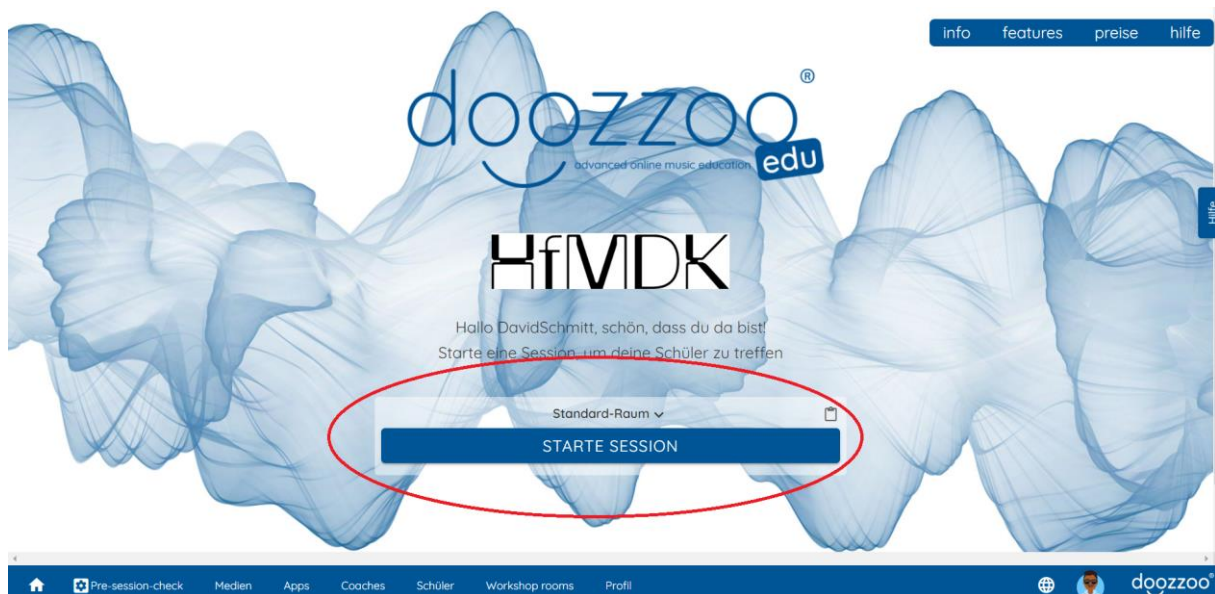 info features preise hilfe
doozzoo®
advanced online music education edu
Hilfe
HfMDK
Hallo DavidSchmitt, schön, dass du da bist!
Starte eine Session, um deine Schüler zu treffen
Standard-Raum
STARTE SESSION
Pre-session-check Medien Apps Coaches Schüler Workshop rooms Profil doozzoo®